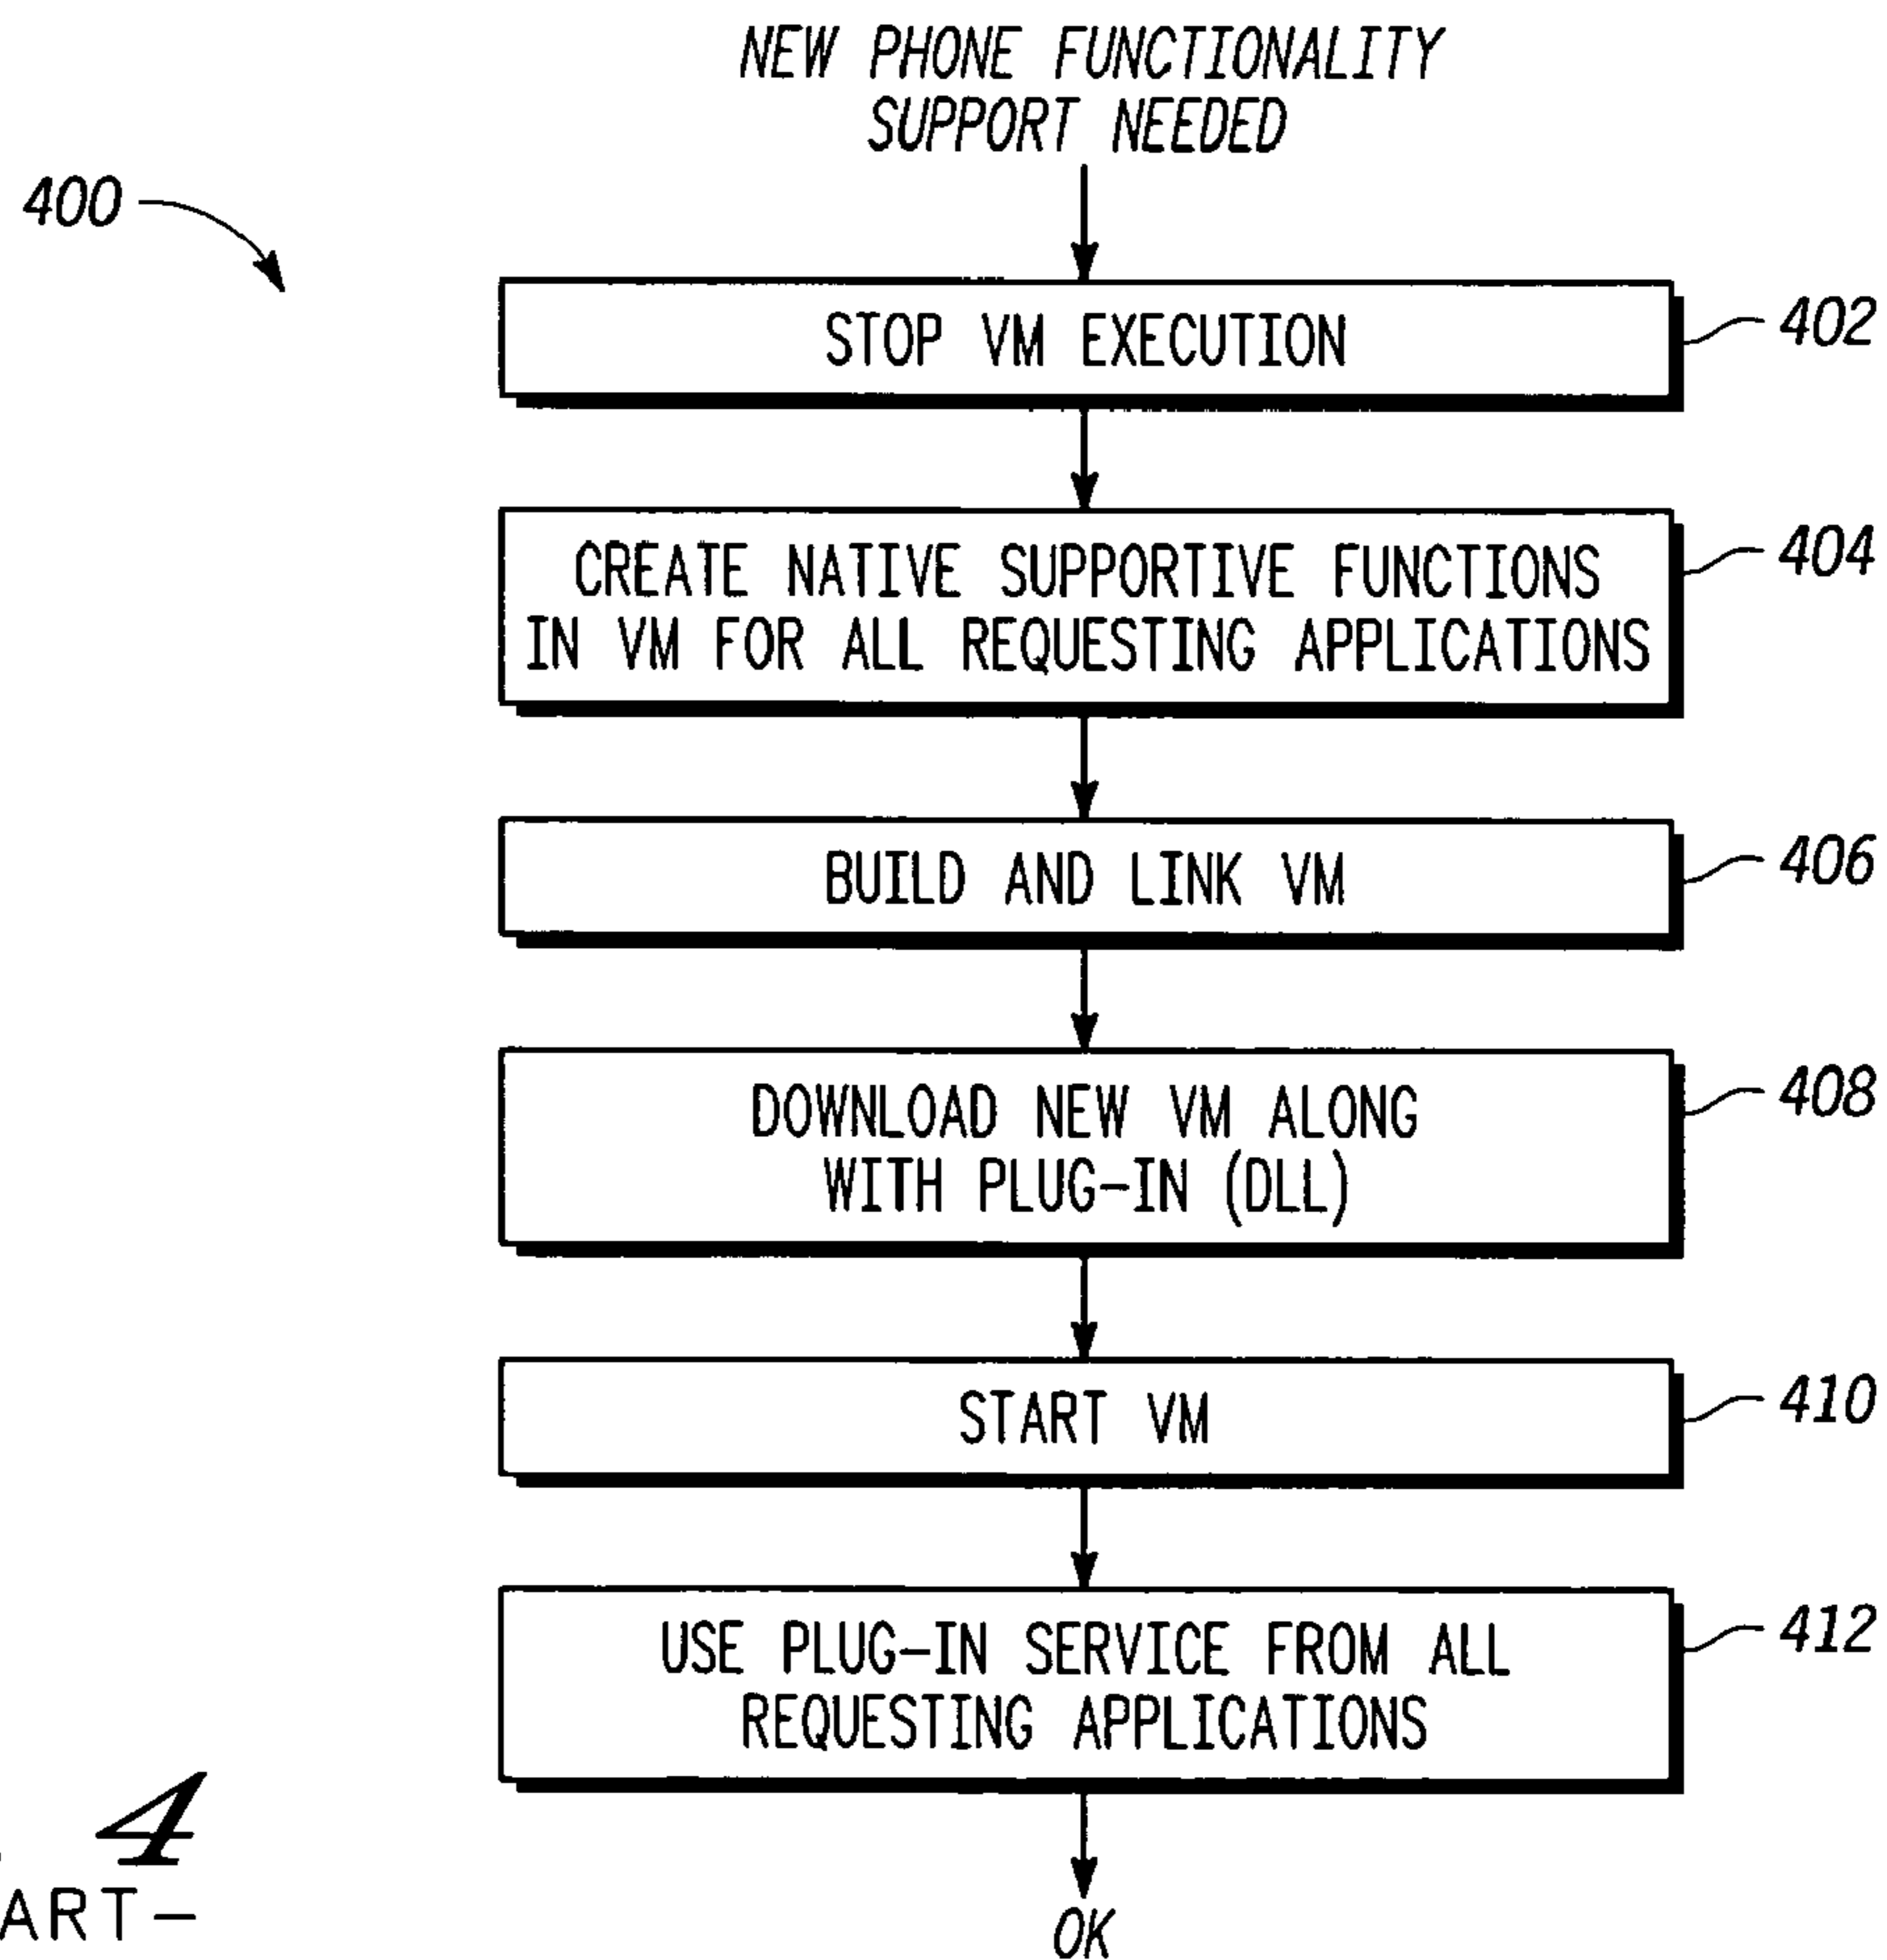 NEW PHONE FUNCTIONALITY
SUPPORT NEEDED
400
STOP VM EXECUTION
402
CREATE NATIVE SUPPORTIVE FUNCTIONS
IN VM FOR ALL REQUESTING APPLICATIONS
404
BUILD AND LINK VM
406
DOWNLOAD NEW VM ALONG
WITH PLUG-IN (DLL)
408
START VM
410
USE PLUG-IN SERVICE FROM ALL
REQUESTING APPLICATIONS
412
OK
4
ART-